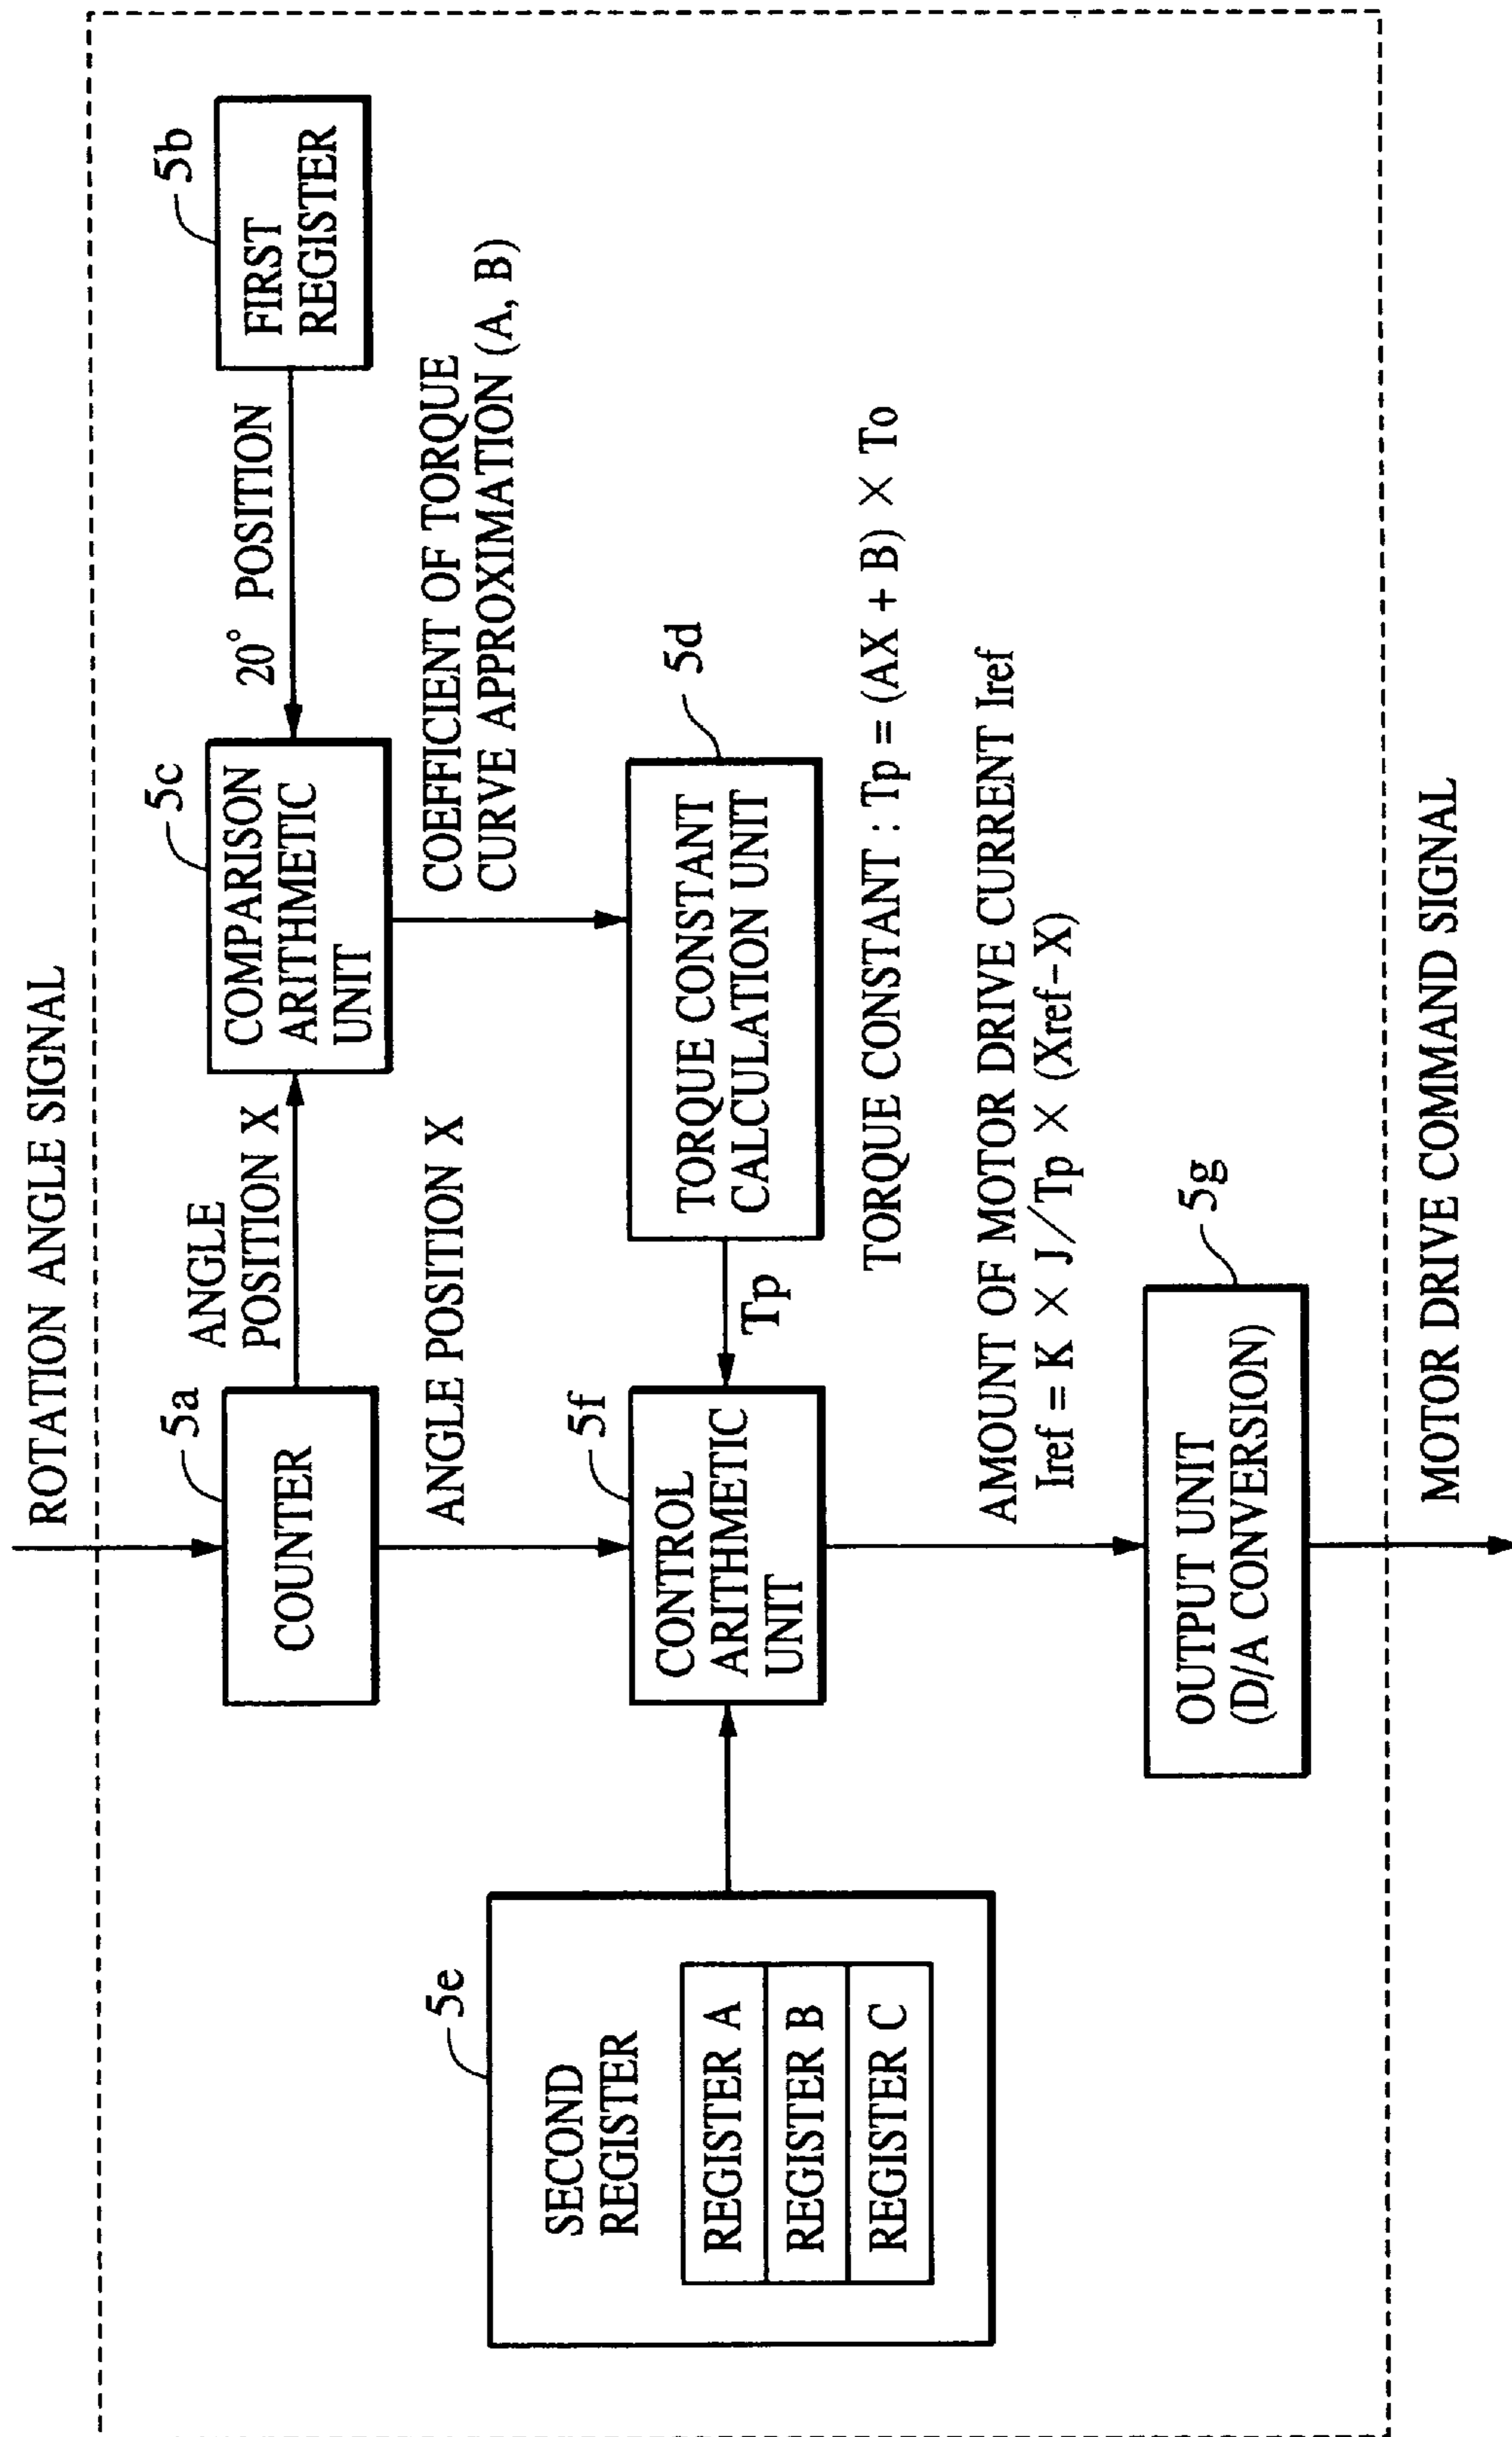 ROTATION ANGLE SIGNAL
5a
COUNTER
ANGLE
POSITION X
5c
COMPARISON
ARITHMETIC
UNIT
20° POSITION
5b
FIRST
REGISTER
ANGLE POSITION X
COEFFICIENT OF TORQUE
CURVE APPROXIMATION (A, B)
5e
SECOND
REGISTER
REGISTER A
REGISTER B
REGISTER C
5f
CONTROL
ARITHMETIC
UNIT
Tp
5d
TORQUE CONSTANT
CALCULATION UNIT
TORQUE CONSTANT : Tp = (AX + B) × To
AMOUNT OF MOTOR DRIVE CURRENT Iref
Iref = K × J/Tp × (Xref-X)
5g
OUTPUT UNIT
(D/A CONVERSION)
MOTOR DRIVE COMMAND SIGNAL